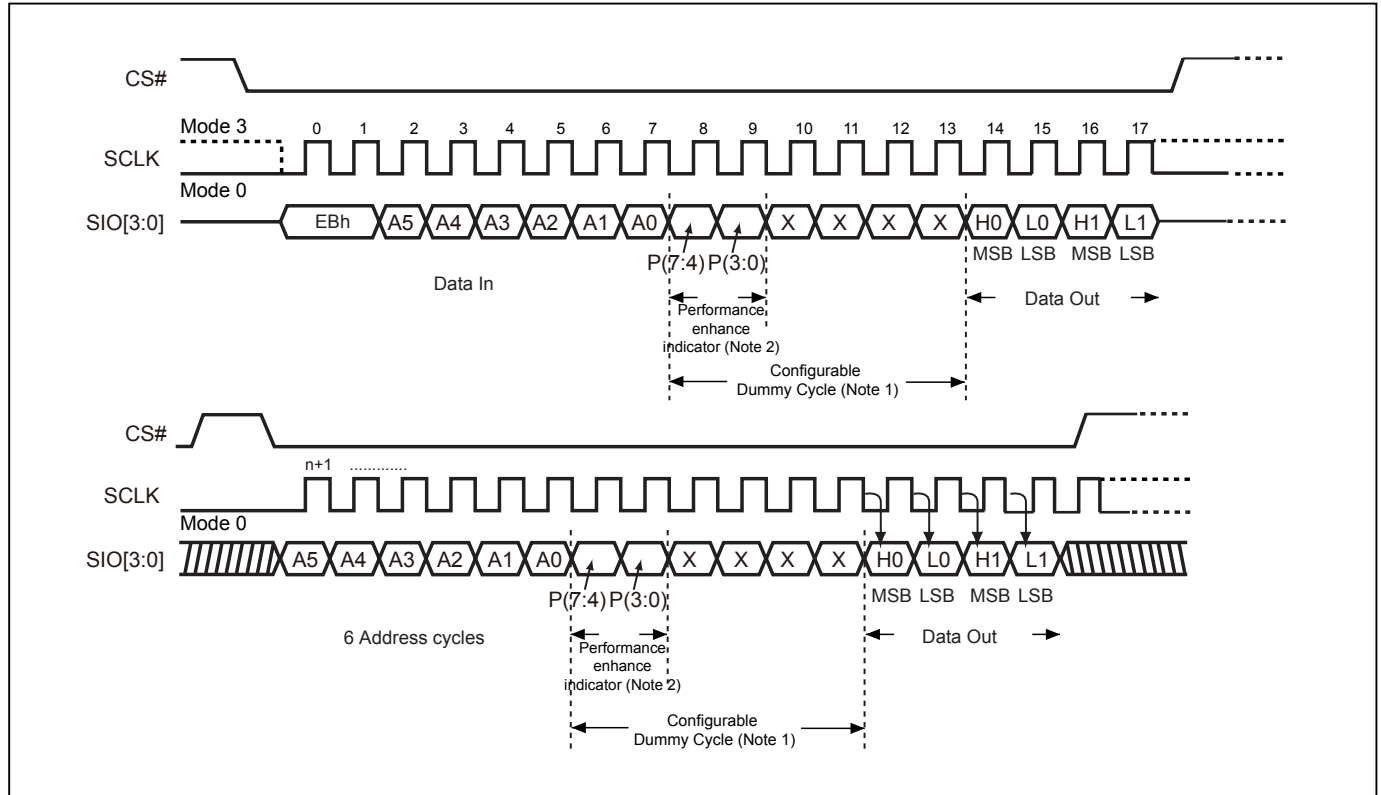 CS#
Mode 3
0 1 2 3 4 5 6 7 8 9 10 11 12 13 14 15 16 17
SCLK
Mode 0
SIO[3:0] EBh A5 A4 A3 A2 A1 A0 X X X X H0 L0 H1 L1
P(7:4) P(3:0) MSB LSB MSB LSB
Data In
Data Out
Performance
enhance
indicator (Note 2)
Configurable
Dummy Cycle (Note 1)
CS#
n+1 .............
SCLK
Mode 0
SIO[3:0] A5 A4 A3 A2 A1 A0 X X X X H0 L0 H1 L1
P(7:4) P(3:0) MSB LSB MSB LSB
6 Address cycles
Data Out
Performance
enhance
indicator (Note 2)
Configurable
Dummy Cycle (Note 1)